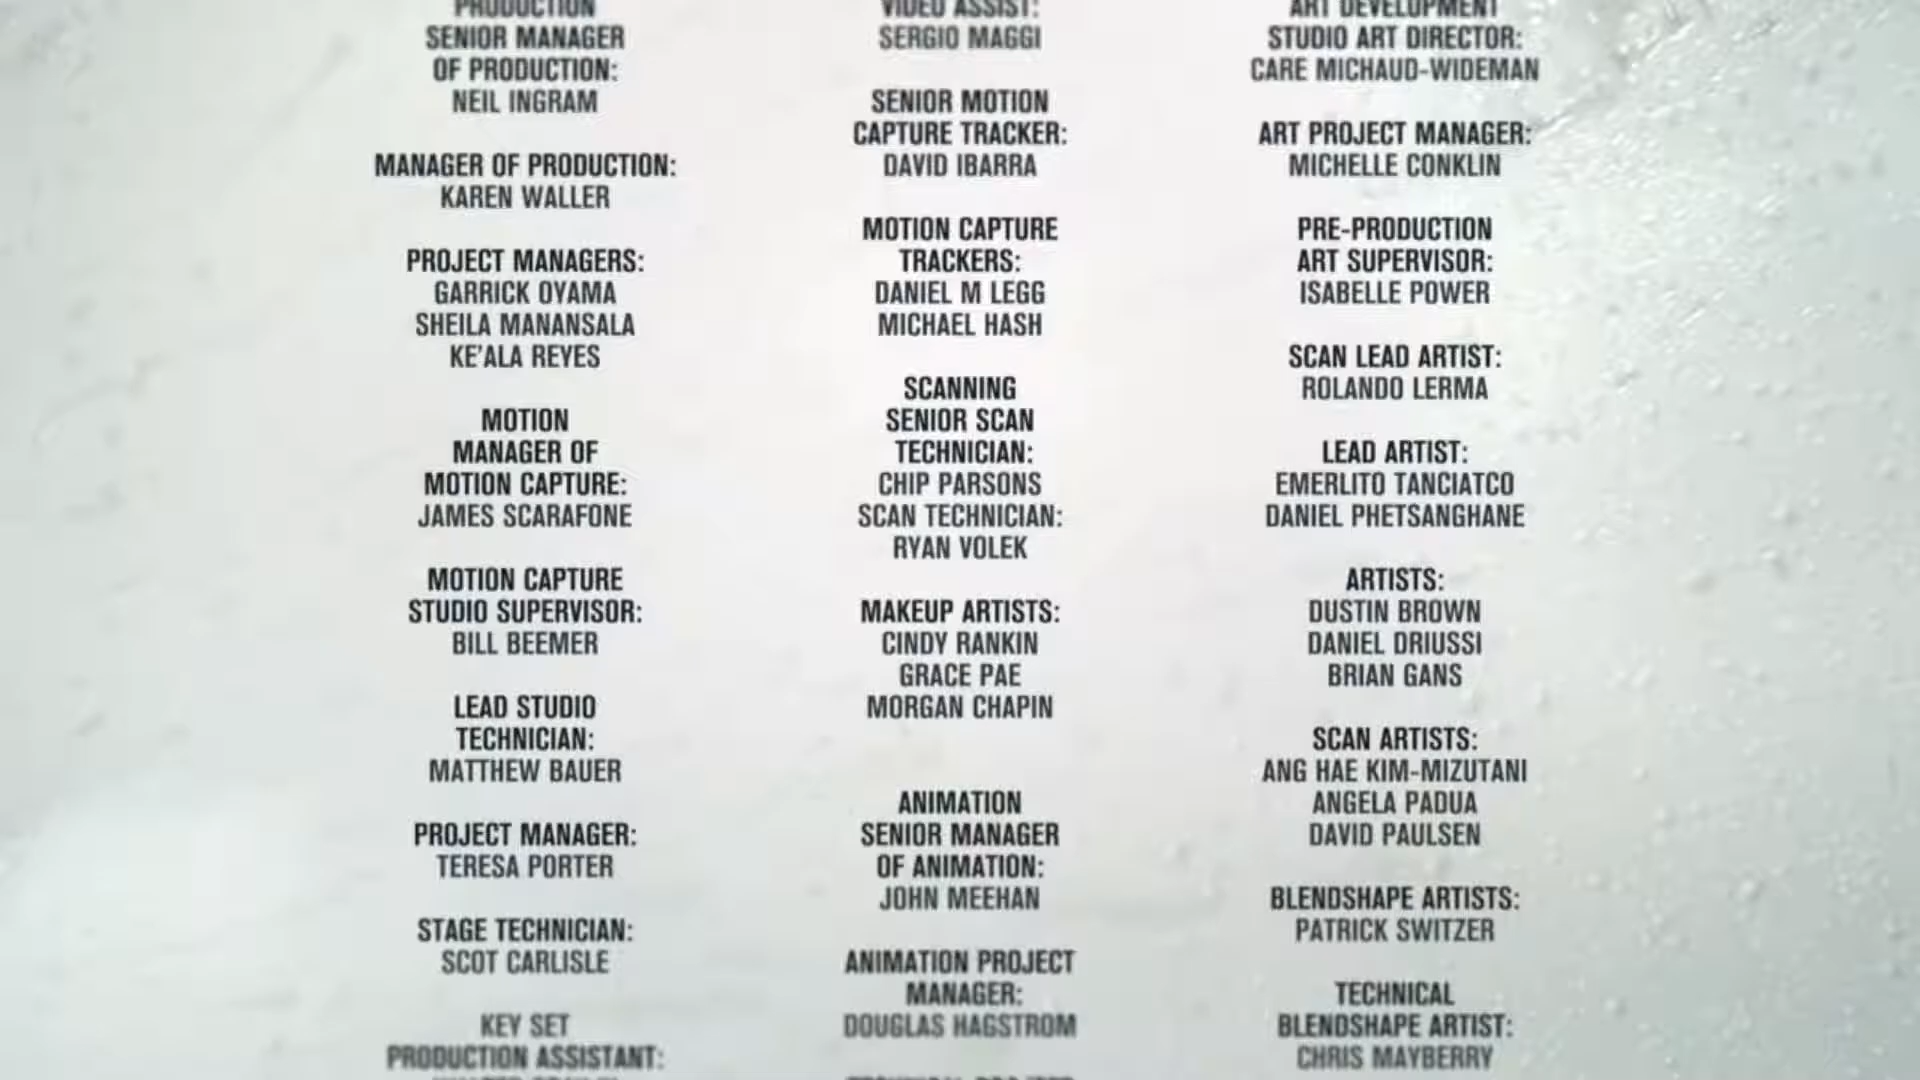 PRODUCTION
SENIOR MANAGER
OF PRODUCTION:
NEIL INGRAM
MANAGER OF PRODUCTION:
KAREN WALLER
PROJECT MANAGERS:
GARRICK OYAMA
SHEILA MANANSALA
KE'ALA REYES
MOTION
MANAGER OF
MOTION CAPTURE:
JAMES SCARAFONE
MOTION CAPTURE
STUDIO SUPERVISOR:
BILL BEEMER
LEAD STUDIO
TECHNICIAN:
MATTHEW BAUER
PROJECT MANAGER:
TERESA PORTER
STAGE TECHNICIAN:
SCOT CARLISLE
KEY SET
PRODUCTION ASSISTANT:
VIDEO ASSIST:
SERGIO MAGGI
SENIOR MOTION
CAPTURE TRACKER:
DAVID IBARRA
MOTION CAPTURE
TRACKERS:
DANIEL M LEGG
MICHAEL HASH
SCANNING
SENIOR SCAN
TECHNICIAN:
CHIP PARSONS
SCAN TECHNICIAN:
RYAN VOLEK
MAKEUP ARTISTS:
CINDY RANKIN
GRACE PAE
MORGAN CHAPIN
ANIMATION
SENIOR MANAGER
OF ANIMATION:
JOHN MEEHAN
ANIMATION PROJECT
MANAGER:
DOUGLAS HAGSTROM
ART DEVELOPMENT
STUDIO ART DIRECTOR:
CARE MICHAUD-WIDEMAN
ART PROJECT MANAGER:
MICHELLE CONKLIN
PRE-PRODUCTION
ART SUPERVISOR:
ISABELLE POWER
SCAN LEAD ARTIST:
ROLANDO LERMA
LEAD ARTIST:
EMERLITO TANCIATCO
DANIEL PHETSANGHANE
ARTISTS:
DUSTIN BROWN
DANIEL DRIUSSI
BRIAN GANS
SCAN ARTISTS:
ANG HAE KIM-MIZUTANI
ANGELA PADUA
DAVID PAULSEN
BLENDSHAPE ARTISTS:
PATRICK SWITZER
TECHNICAL
BLENDSHAPE ARTIST:
CHRIS MAYBERRY